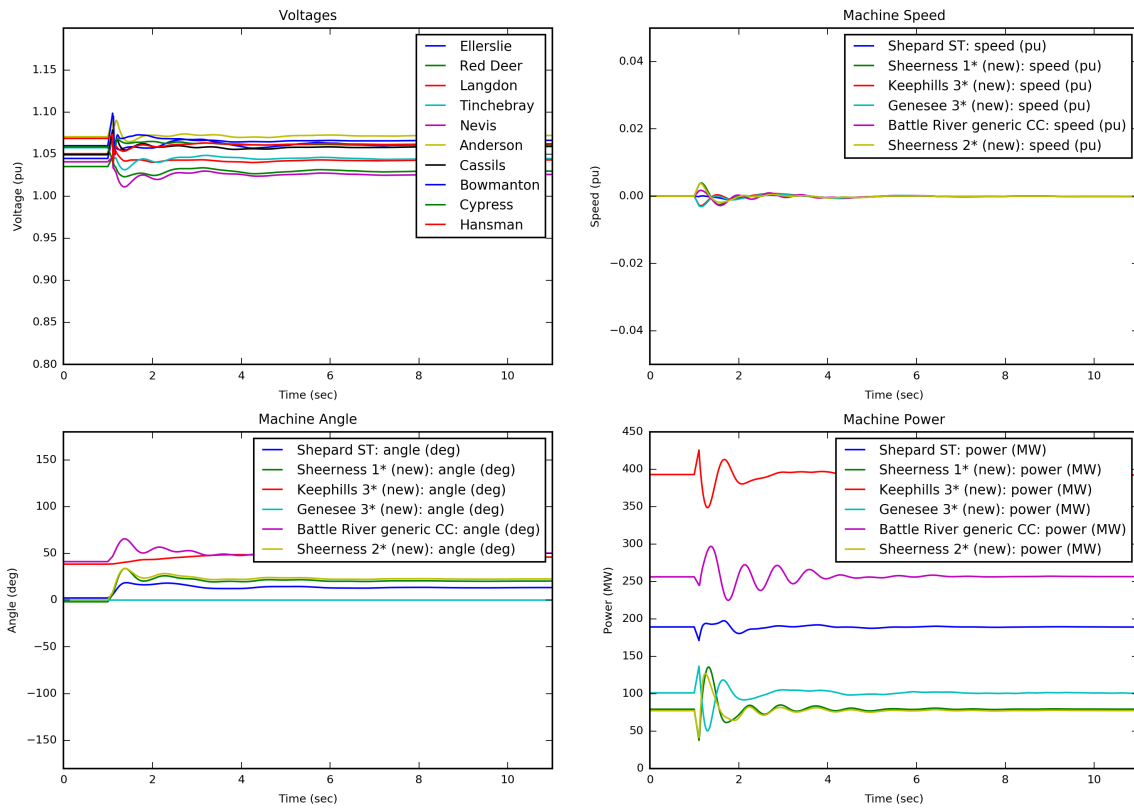 Voltages
Voltage (pu)
1.15
1.10
1.05
1.00
0.95
0.90
0.85
0.80
0 2 4 6 8 10
Time (sec)
Ellerslie
Red Deer
Langdon
Tinchebray
Nevis
Anderson
Cassils
Bowmanton
Cypress
Hansman
Machine Speed
Speed (pu)
0.04
0.02
0.00
−0.02
−0.04
0 2 4 6 8 10
Time (sec)
Shepard ST: speed (pu)
Sheerness 1* (new): speed (pu)
Keephills 3* (new): speed (pu)
Genesee 3* (new): speed (pu)
Battle River generic CC: speed (pu)
Sheerness 2* (new): speed (pu)
Machine Angle
Angle (deg)
150
100
50
0
−50
−100
−150
0 2 4 6 8 10
Time (sec)
Shepard ST: angle (deg)
Sheerness 1* (new): angle (deg)
Keephills 3* (new): angle (deg)
Genesee 3* (new): angle (deg)
Battle River generic CC: angle (deg)
Sheerness 2* (new): angle (deg)
Machine Power
Power (MW)
450
400
350
300
250
200
150
100
50
0
0 2 4 6 8 10
Time (sec)
Shepard ST: power (MW)
Sheerness 1* (new): power (MW)
Keephills 3* (new): power (MW)
Genesee 3* (new): power (MW)
Battle River generic CC: power (MW)
Sheerness 2* (new): power (MW)